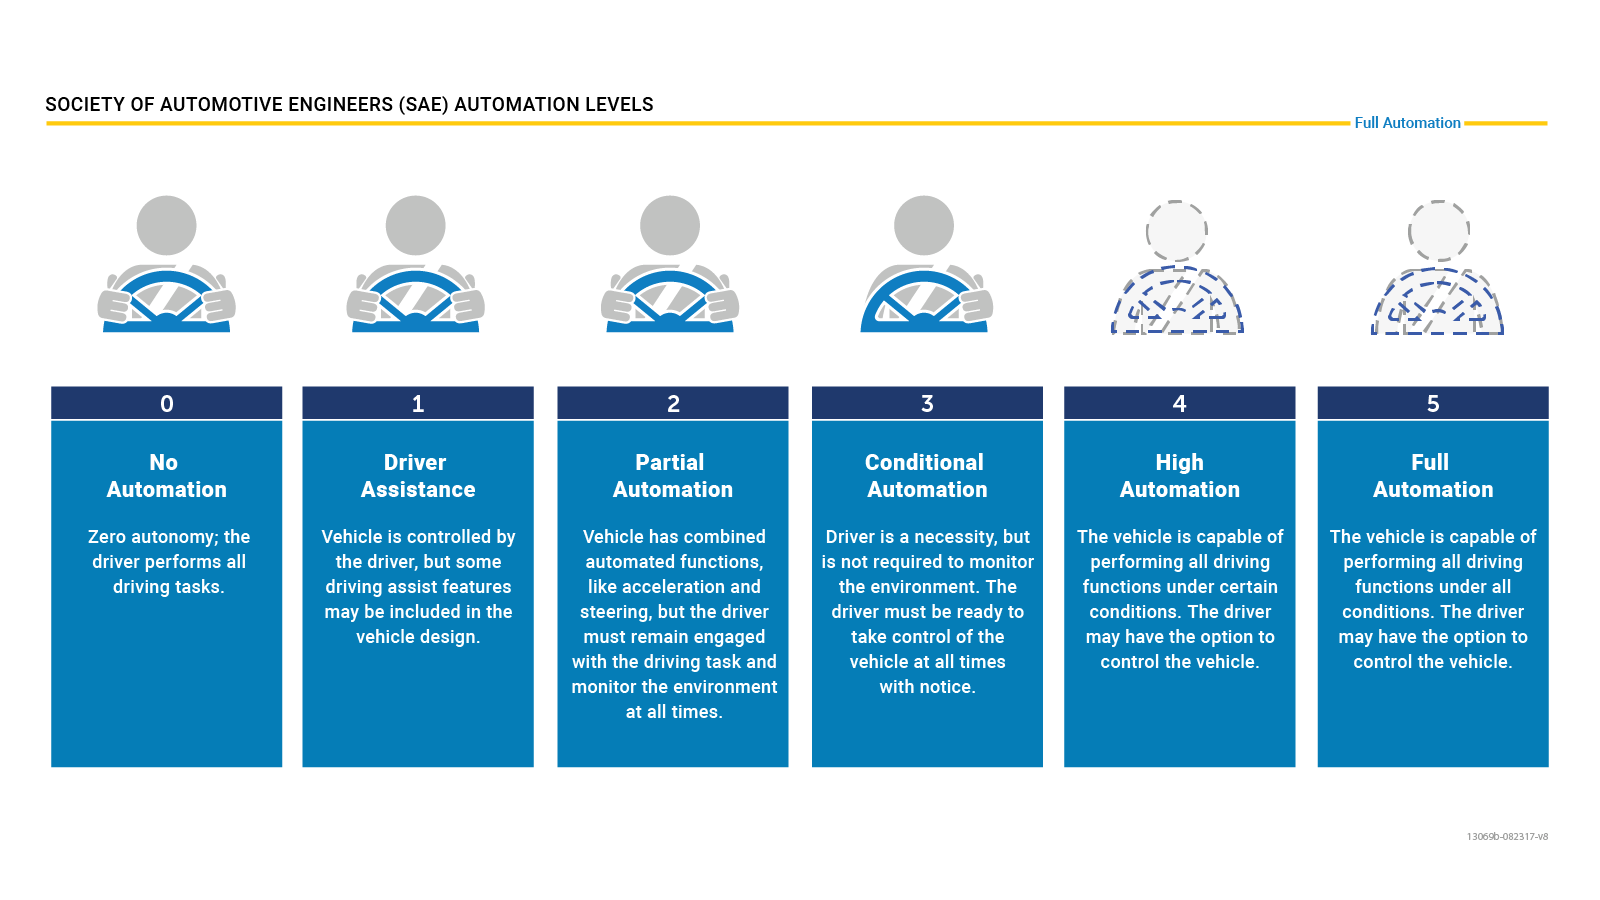 SOCIETY OF AUTOMOTIVE ENGINEERS (SAE) AUTOMATION LEVELS
Full Automation
0
No
Automation
Zero autonomy; the
driver performs all
driving tasks.
1
Driver
Assistance
Vehicle is controlled by
the driver, but some
driving assist features
may be included in the
vehicle design.
2
Partial
Automation
Vehicle has combined
automated functions,
like acceleration and
steering, but the driver
must remain engaged
with the driving task and
monitor the environment
at all times.
3
Conditional
Automation
Driver is a necessity, but
is not required to monitor
the environment. The
driver must be ready to
take control of the
vehicle at all times
with notice.
4
High
Automation
The vehicle is capable of
performing all driving
functions under certain
conditions. The driver
may have the option to
control the vehicle.
5
Full
Automation
The vehicle is capable of
performing all driving
functions under all
conditions. The driver
may have the option to
control the vehicle.
13069b-082317-v8